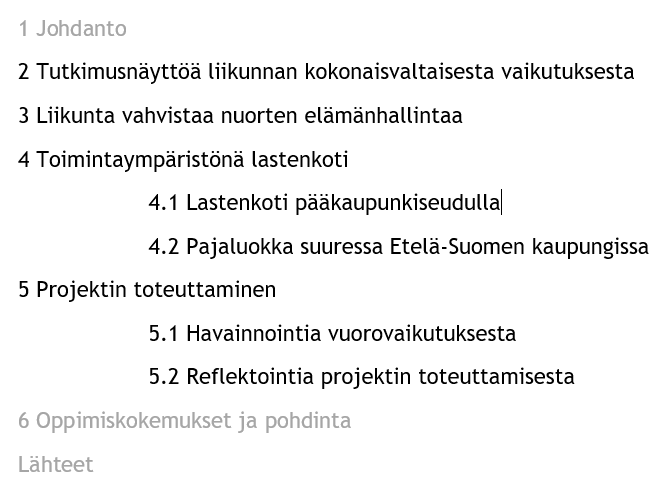 1 Johdanto
2 Tutkimusnäyttöä liikunnan kokonaisvaltaisesta vaikutuksesta
3 Liikunta vahvistaa nuorten elämänhallintaa
4 Toimintaympäristönä lastenkoti
4.1 Lastenkoti pääkaupunkiseudulla
4.2 Pajaluokka suuressa Etelä-Suomen kaupungissa
5 Projektin toteuttaminen
5.1 Havainnointia vuorovaikutuksesta
5.2 Reflektointia projektin toteuttamisesta
6 Oppimiskokemukset ja pohdinta
Lähteet